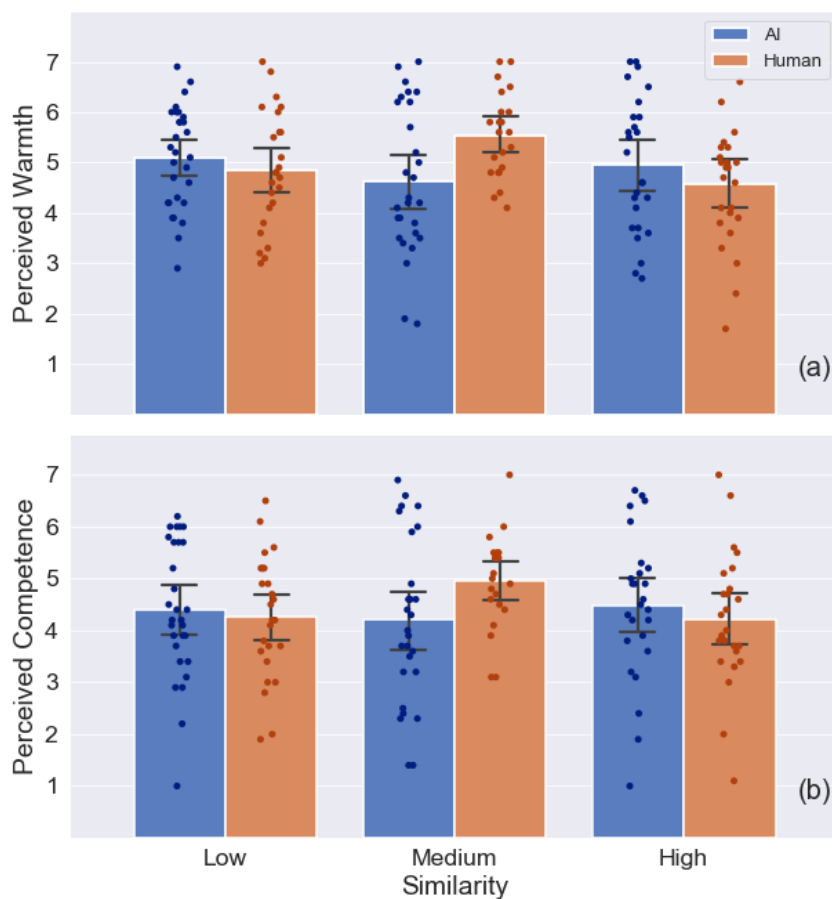 AI
Human
Perceived Warmth
7
6
5
4
3
2
1
(a)
Perceived Competence
7
6
5
4
3
2
1
(b)
Low Medium High
Similarity